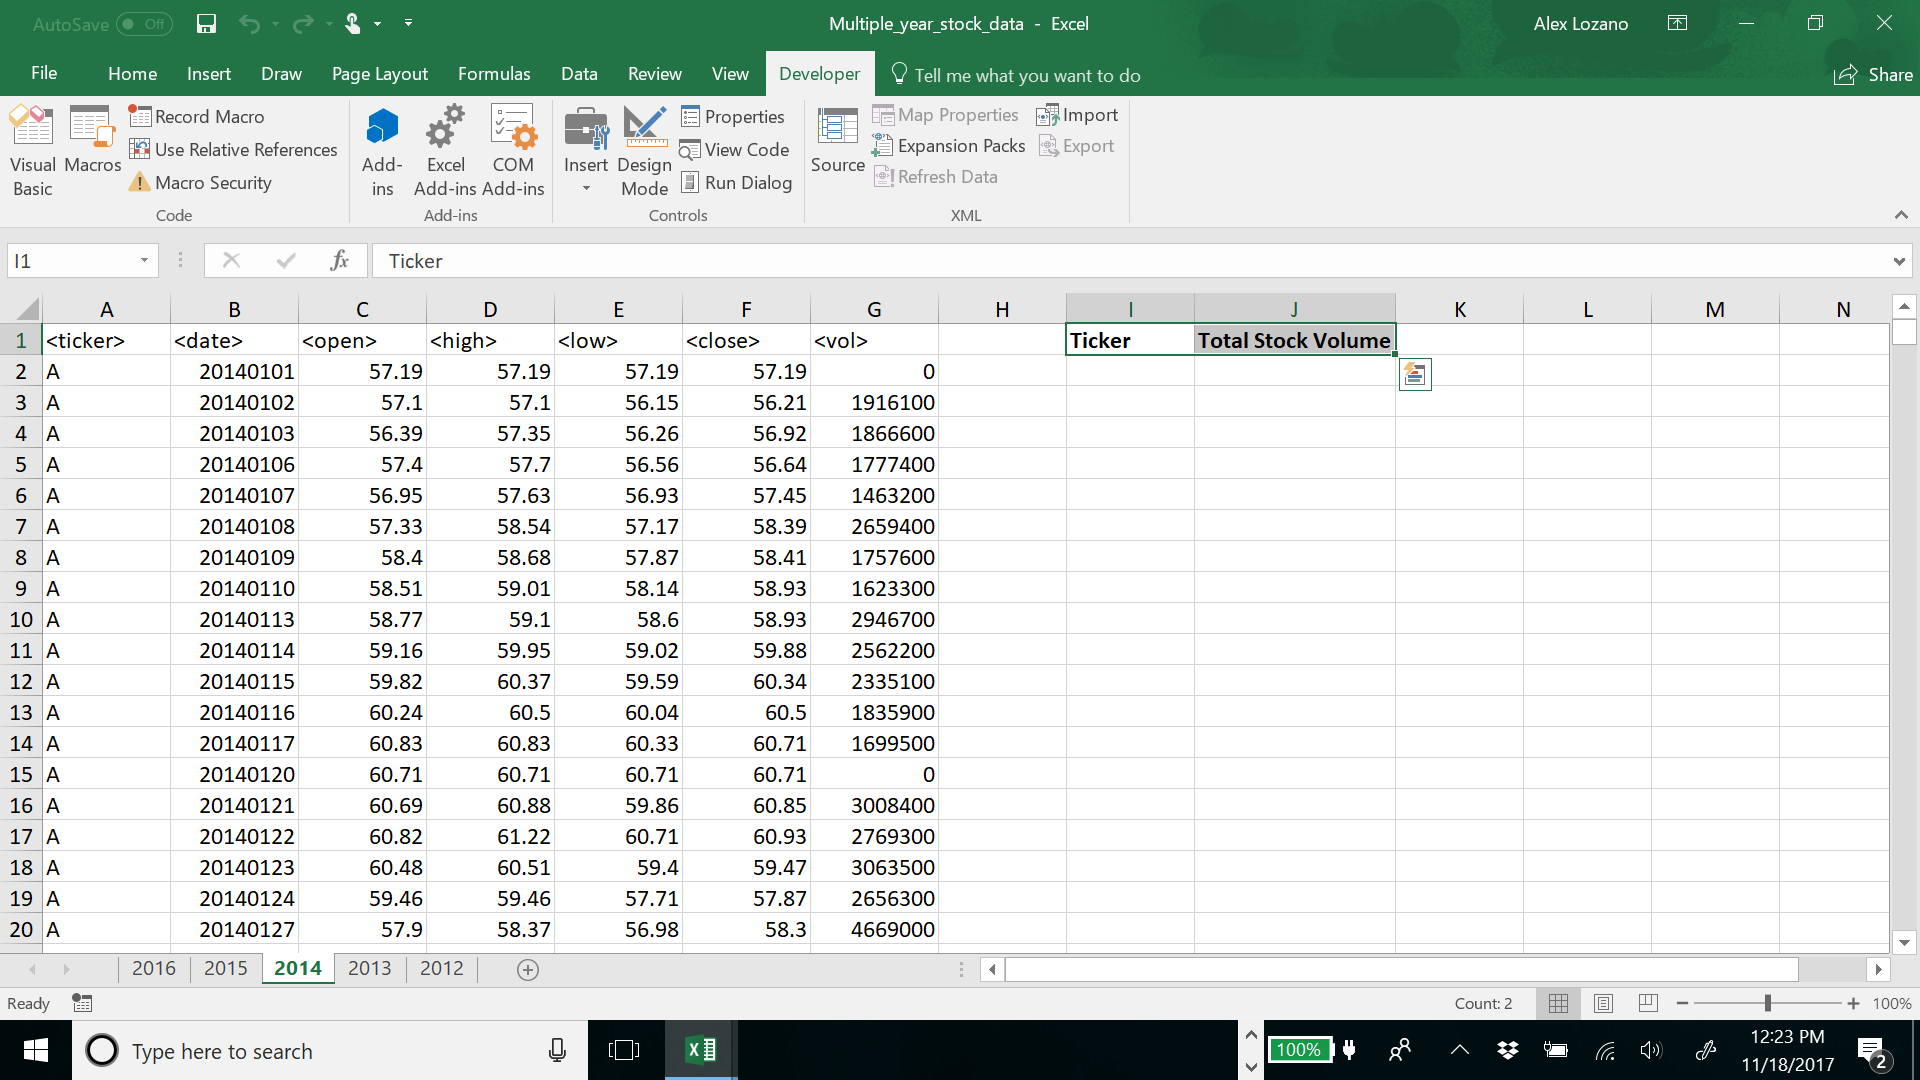 AutoSave Off Multiple_year_stock_data - Excel Alex Lozano
File Home Insert Draw Page Layout Formulas Data Review View Developer Tell me what you want to do Share
Visual Basic
Macros
Record Macro
Use Relative References
Macro Security
Code
Add-ins
Excel Add-ins
COM Add-ins
Add-ins
Insert
Design Mode
Properties
View Code
Run Dialog
Controls
Source
Map Properties
Expansion Packs
Refresh Data
Import
Export
XML
I1 fx Ticker
A B C D E F G H I J K L M N
1 <ticker> <date> <open> <high> <low> <close> <vol> Ticker Total Stock Volume
2 A 20140101 57.19 57.19 57.19 57.19 0
3 A 20140102 57.1 57.1 56.15 56.21 1916100
4 A 20140103 56.39 57.35 56.26 56.92 1866600
5 A 20140106 57.4 57.7 56.56 56.64 1777400
6 A 20140107 56.95 57.63 56.93 57.45 1463200
7 A 20140108 57.33 58.54 57.17 58.39 2659400
8 A 20140109 58.4 58.68 57.87 58.41 1757600
9 A 20140110 58.51 59.01 58.14 58.93 1623300
10 A 20140113 58.77 59.1 58.6 58.93 2946700
11 A 20140114 59.16 59.95 59.02 59.88 2562200
12 A 20140115 59.82 60.37 59.59 60.34 2335100
13 A 20140116 60.24 60.5 60.04 60.5 1835900
14 A 20140117 60.83 60.83 60.33 60.71 1699500
15 A 20140120 60.71 60.71 60.71 60.71 0
16 A 20140121 60.69 60.88 59.86 60.85 3008400
17 A 20140122 60.82 61.22 60.71 60.93 2769300
18 A 20140123 60.48 60.51 59.4 59.47 3063500
19 A 20140124 59.46 59.46 57.71 57.87 2656300
20 A 20140127 57.9 58.37 56.98 58.3 4669000
2016 2015 2014 2013 2012
Ready Count: 2 100%
Type here to search 100% 12:23 PM
11/18/2017 2